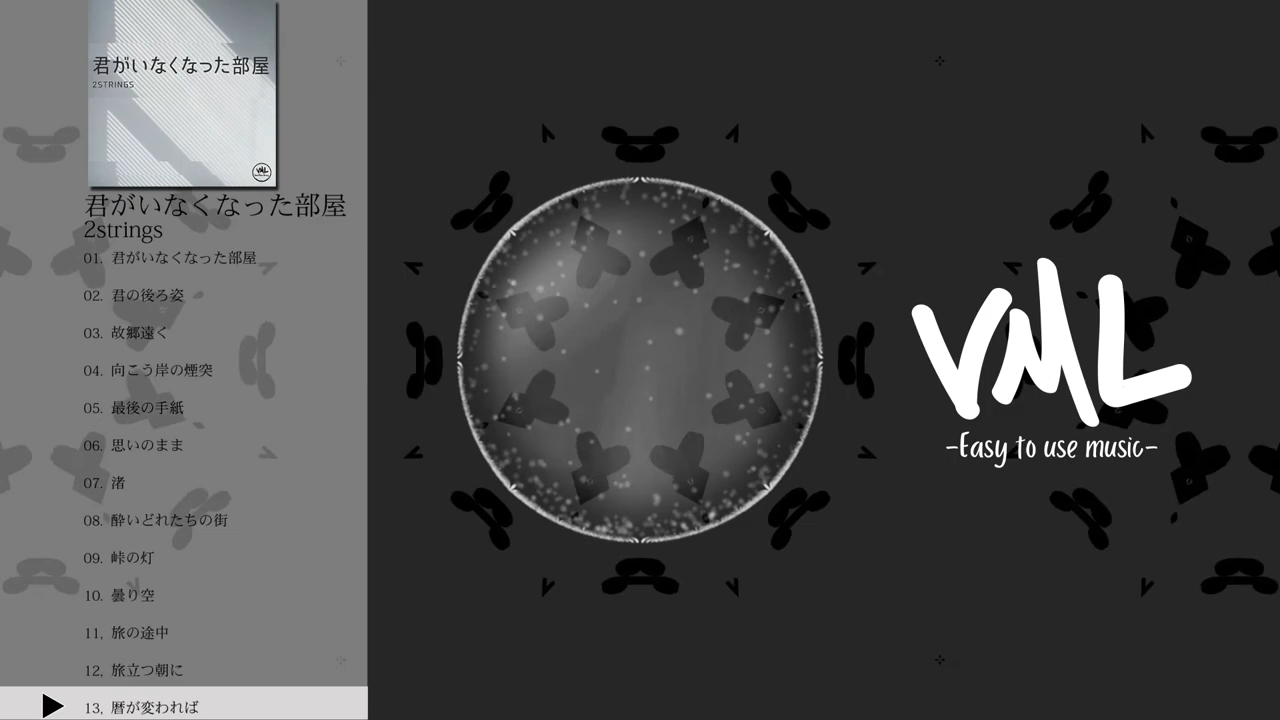 君がいなくなった部屋
2STRINGS
VML
君がいなくなった部屋
2strings
01. 君がいなくなった部屋
02. 君の後ろ姿
03. 故郷遠く
04. 向こう岸の煙突
05. 最後の手紙
06. 思いのまま
07. 渚
08. 酔いどれたちの街
09. 峠の灯
10. 曇り空
11, 旅の途中
12, 旅立つ朝に
13, 暦が変われば
VML
-Easy to use music-